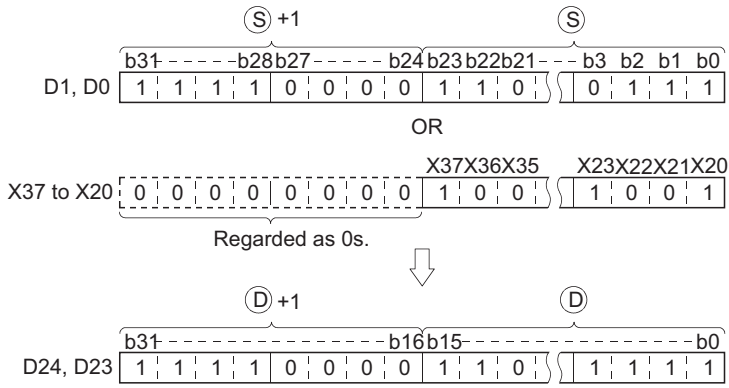 S +1 S
b31 b28 b27 b24 b23 b22 b21 b3 b2 b1 b0
D1, D0 1 1 1 1 0 0 0 0 1 1 0 0 1 1 1
OR
X37 X36 X35 X23 X22 X21 X20
X37 to X20 0 0 0 0 0 0 0 0 1 0 0 1 0 0 1
Regarded as 0s.
D +1 D
b31 b16 b15 b0
D24, D23 1 1 1 1 0 0 0 0 1 1 0 1 1 1 1